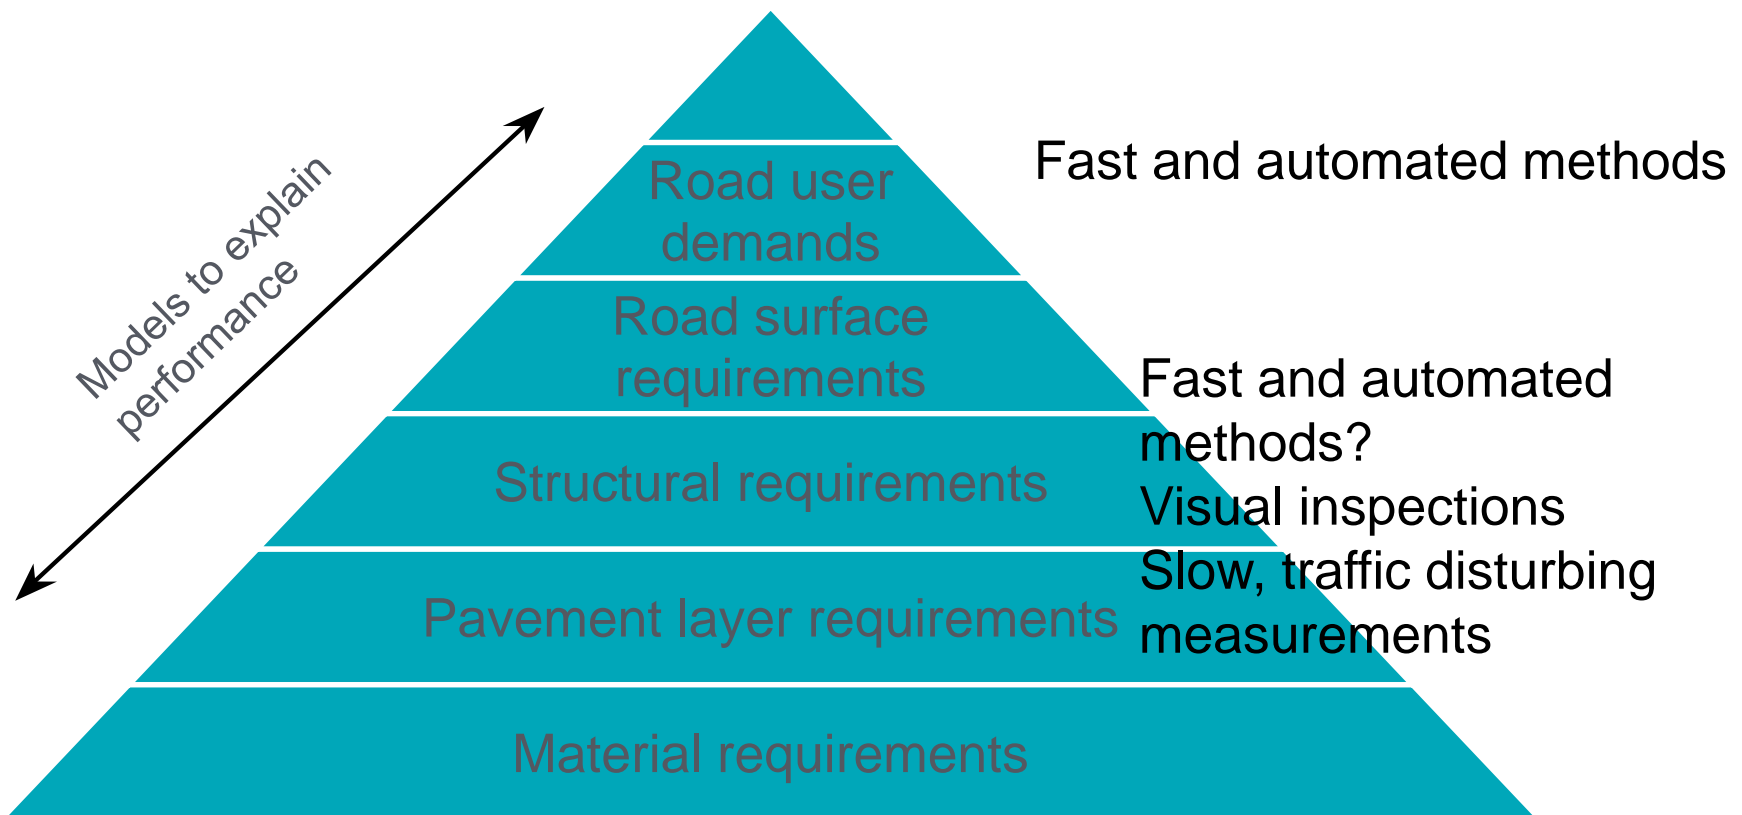 Models to explain
performance
Road user
demands
Road surface
requirements
Structural requirements
Pavement layer requirements
Material requirements
Fast and automated methods
Fast and automated
methods?
Visual inspections
Slow, traffic disturbing
measurements